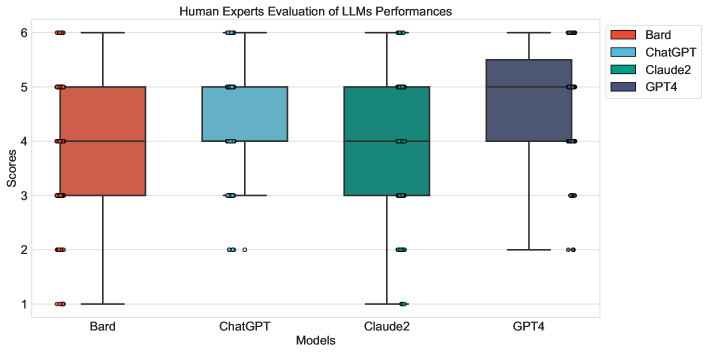 Human Experts Evaluation of LLMs Performances
6
5
4
3
2
1
Scores
Bard
ChatGPT
Claude2
GPT4
Models
Bard
ChatGPT
Claude2
GPT4